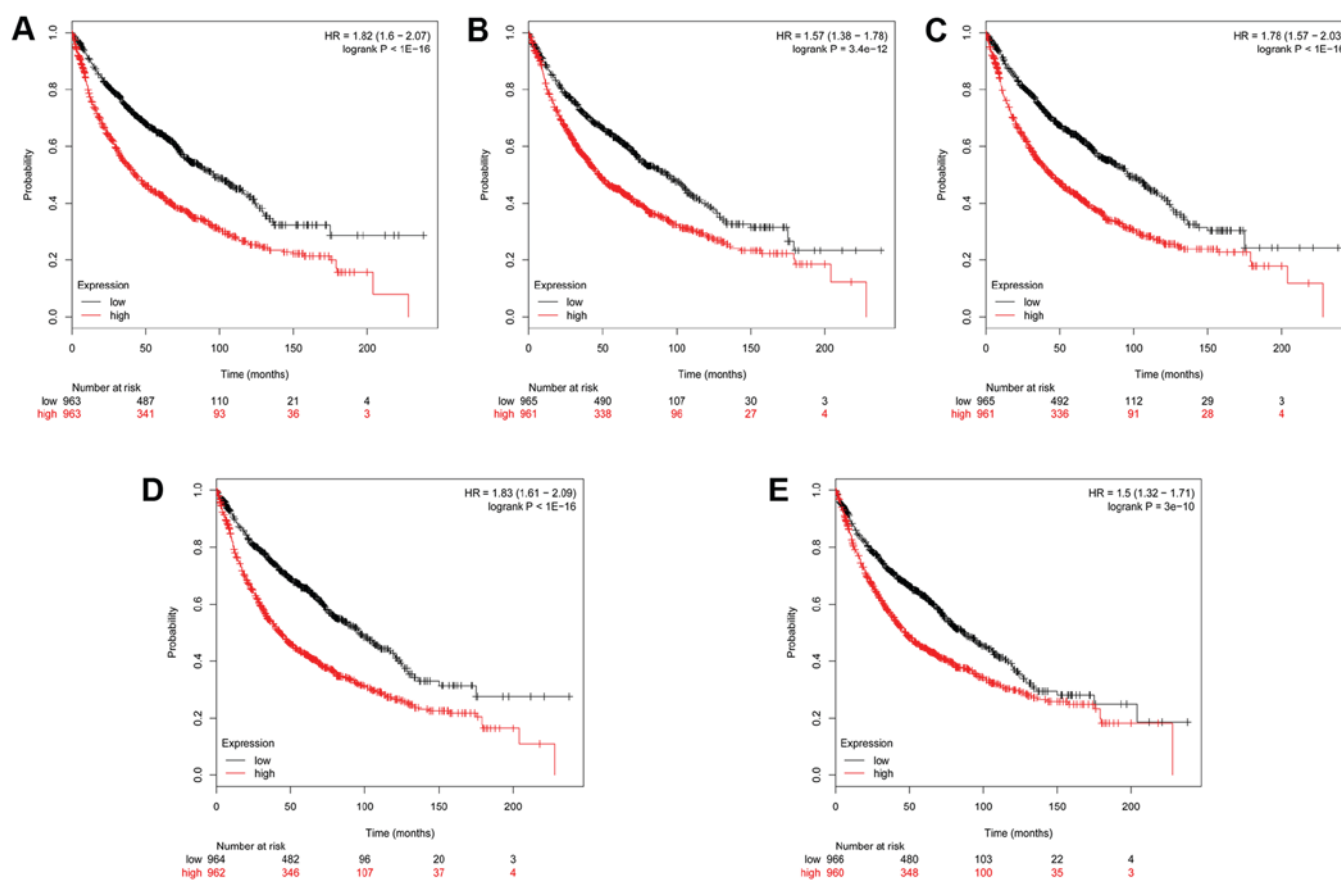 A
HR = 1.82 (1.6 − 2.07)
logrank P < 1E−16
Probability
1.0
0.8
0.6
0.4
0.2
0.0
Expression
low
high
0 50 100 150 200
Time (months)
Number at risk
low 963 487 110 21 4
high 963 341 93 36 3
B
HR = 1.57 (1.38 − 1.78)
logrank P = 3.4e−12
Probability
1.0
0.8
0.6
0.4
0.2
0.0
Expression
low
high
0 50 100 150 200
Time (months)
Number at risk
low 965 490 107 30 3
high 961 338 96 27 4
C
HR = 1.78 (1.57 − 2.03
logrank P < 1E−16
Probability
1.0
0.8
0.6
0.4
0.2
0.0
Expression
low
high
0 50 100 150 200
Time (months)
Number at risk
low 965 492 112 29 3
high 961 336 91 28 4
D
HR = 1.83 (1.61 − 2.09)
logrank P < 1E−16
Probability
1.0
0.8
0.6
0.4
0.2
0.0
Expression
low
high
0 50 100 150 200
Time (months)
Number at risk
low 964 482 96 20 3
high 962 346 107 37 4
E
HR = 1.5 (1.32 − 1.71)
logrank P = 3e−10
Probability
1.0
0.8
0.6
0.4
0.2
0.0
Expression
low
high
0 50 100 150 200
Time (months)
Number at risk
low 966 480 103 22 4
high 960 348 100 35 3